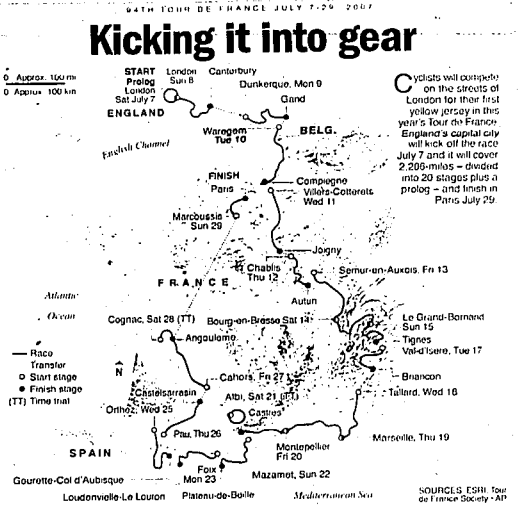 94TH TOUR DE FRANCE JULY 7-29, 2007
Kicking it into gear
0 Approx. 100 mi
0 Approx 100 km
START
Prolog
London
Sat July 7
London
Sun 8
Canterbury
Dunkerque, Mon 9
Gand
ENGLAND
Waregem
Tue 10
BELG.
English Channel
Cyclists will compete
on the streets of
London for their first
yellow jersey in this
year's Tour de France.
England's capital city
will kick off the race
July 7 and it will cover
2,206-miles – divided
into 20 stages plus a
prolog – and finish in
Paris July 29.
FINISH
Paris
Compiegne
Villers-Cotterets
Wed 11
Marcoussis
Sun 29
Joigny
Chablis
Thu 12
Semur-en-Auxois, Fri 13
FRANCE
Autun
Atlantic
Ocean
Cognac, Sat 28 (TT)
Bourg-en-Bresse Sat 14
Le Grand-Bornand
Sun 15
Angouleme
Tignes
Val-d'Isere, Tue 17
Race
Transfer
Start stage
Finish stage
(TT) Time trial
N
Briancon
Cahors, Fri 27
Castelsarrasin
Albi, Sat 21 (TT)
Tallard, Wed 18
Orthez, Wed 25
Castres
Pau, Thu 26
Marseille, Thu 19
Montpellier
Fri 20
SPAIN
Foix
Mon 23
Mazamet, Sun 22
Gourette-Col d'Aubisque
Loudenvielle-Le Louron
Plateau-de-Beille
Mediterranean Sea
SOURCES: ESRI; Tour
de France Society • AP